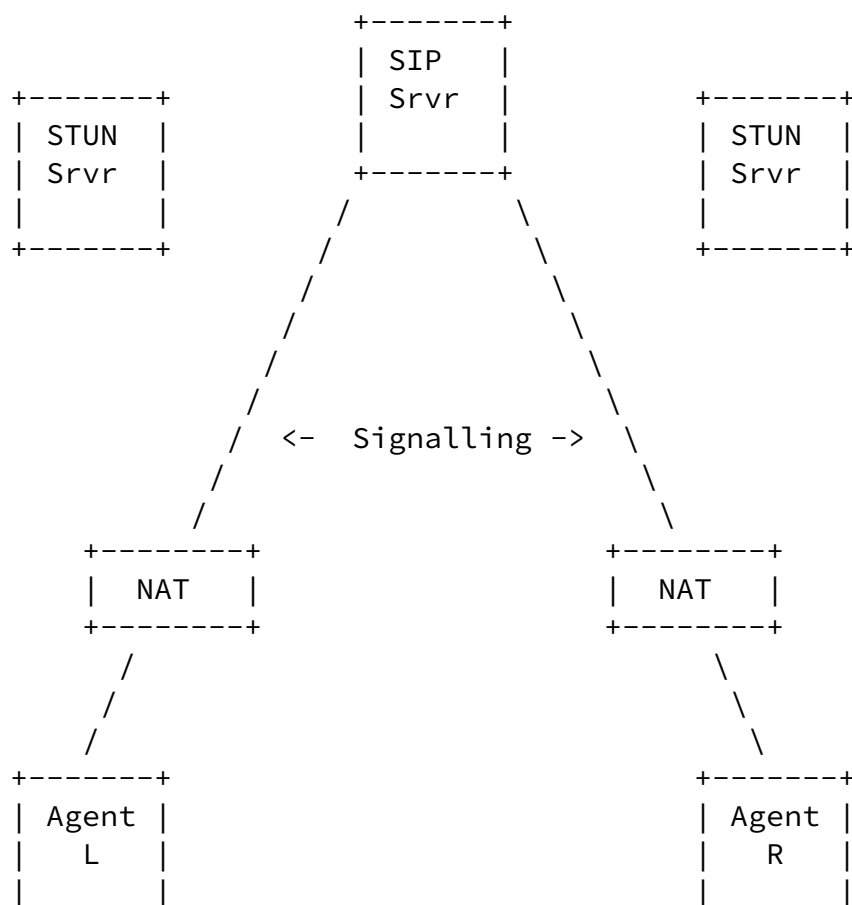 SIP
Srvr
STUN
Srvr
STUN
Srvr
<- Signalling ->
NAT
NAT
Agent
L
Agent
R